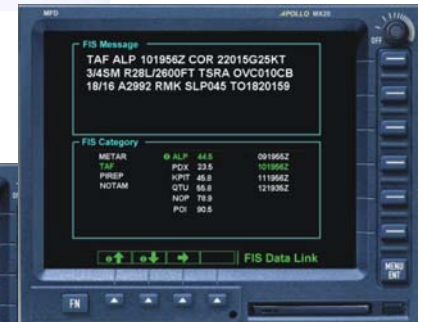 MFD
APOLLO MX20
OFF
FIS Message
TAF ALP 101956Z COR 22015G25KT
3/4SM R28L/2600FT TSRA OVC010CB
18/16 A2992 RMK SLP045 TO1820159
FIS Category
METAR ALP 44.5 091955Z
TAF PDX 23.5 101956Z
PIREP KPIT 45.8 111956Z
NOTAM QTU 55.8 121935Z
NOP 78.9
POI 90.5
FIS Data Link
MENU
ENT
FN